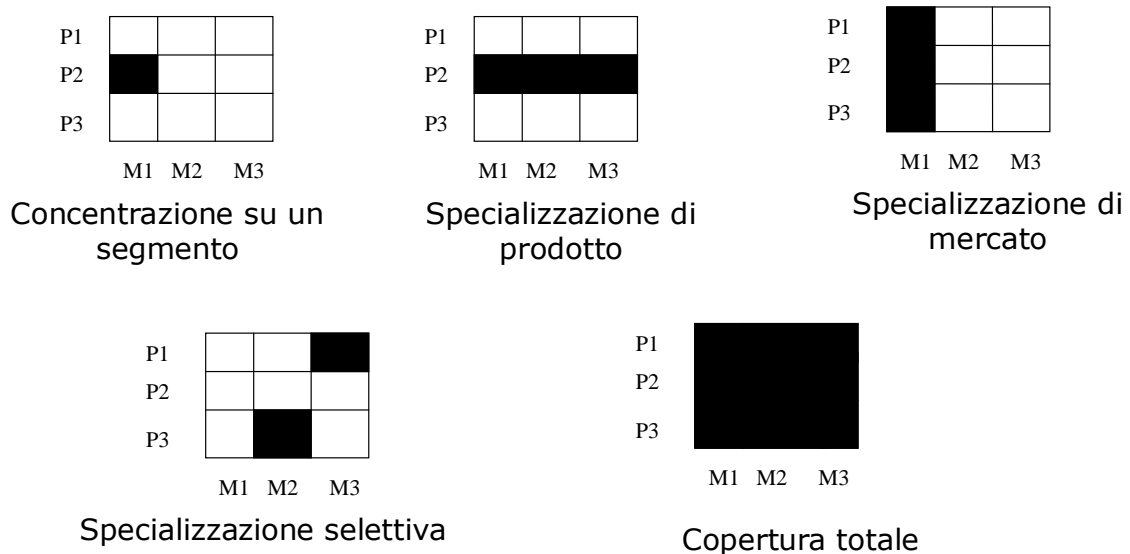 P1
P2
P3
M1 M2 M3
Concentrazione su un
segmento
P1
P2
P3
M1 M2 M3
Specializzazione di
prodotto
P1
P2
P3
M1 M2 M3
Specializzazione di
mercato
P1
P2
P3
M1 M2 M3
Specializzazione selettiva
P1
P2
P3
M1 M2 M3
Copertura totale